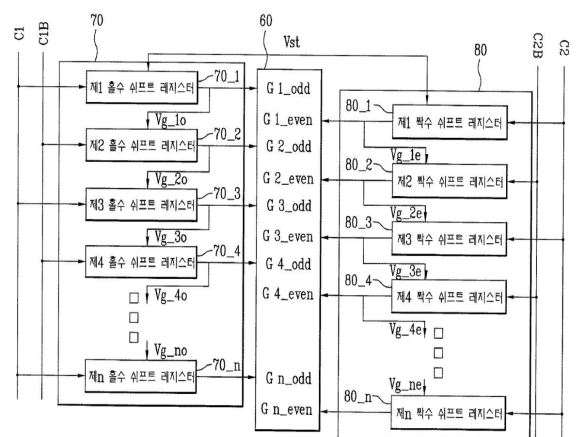 C1
C1B
70
60
Vst
80
C2B
C2
제1 홀수 쉬프트 레지스터
70_1
G 1_odd
80_1
Vg_1o
G 1_even
제1 짝수 쉬프트 레지스터
제2 홀수 쉬프트 레지스터
70_2
G 2_odd
Vg_1e
80_2
Vg_2o
G 2_even
제2 짝수 쉬프트 레지스터
제3 홀수 쉬프트 레지스터
70_3
G 3_odd
Vg_2e
80_3
Vg_3o
G 3_even
제3 짝수 쉬프트 레지스터
제4 홀수 쉬프트 레지스터
70_4
G 4_odd
Vg_3e
80_4
Vg_4o
G 4_even
제4 짝수 쉬프트 레지스터
Vg_4e
Vg_no
제n 홀수 쉬프트 레지스터
70_n
G n_odd
Vg_ne
80_n
G n_even
제n 짝수 쉬프트 레지스터